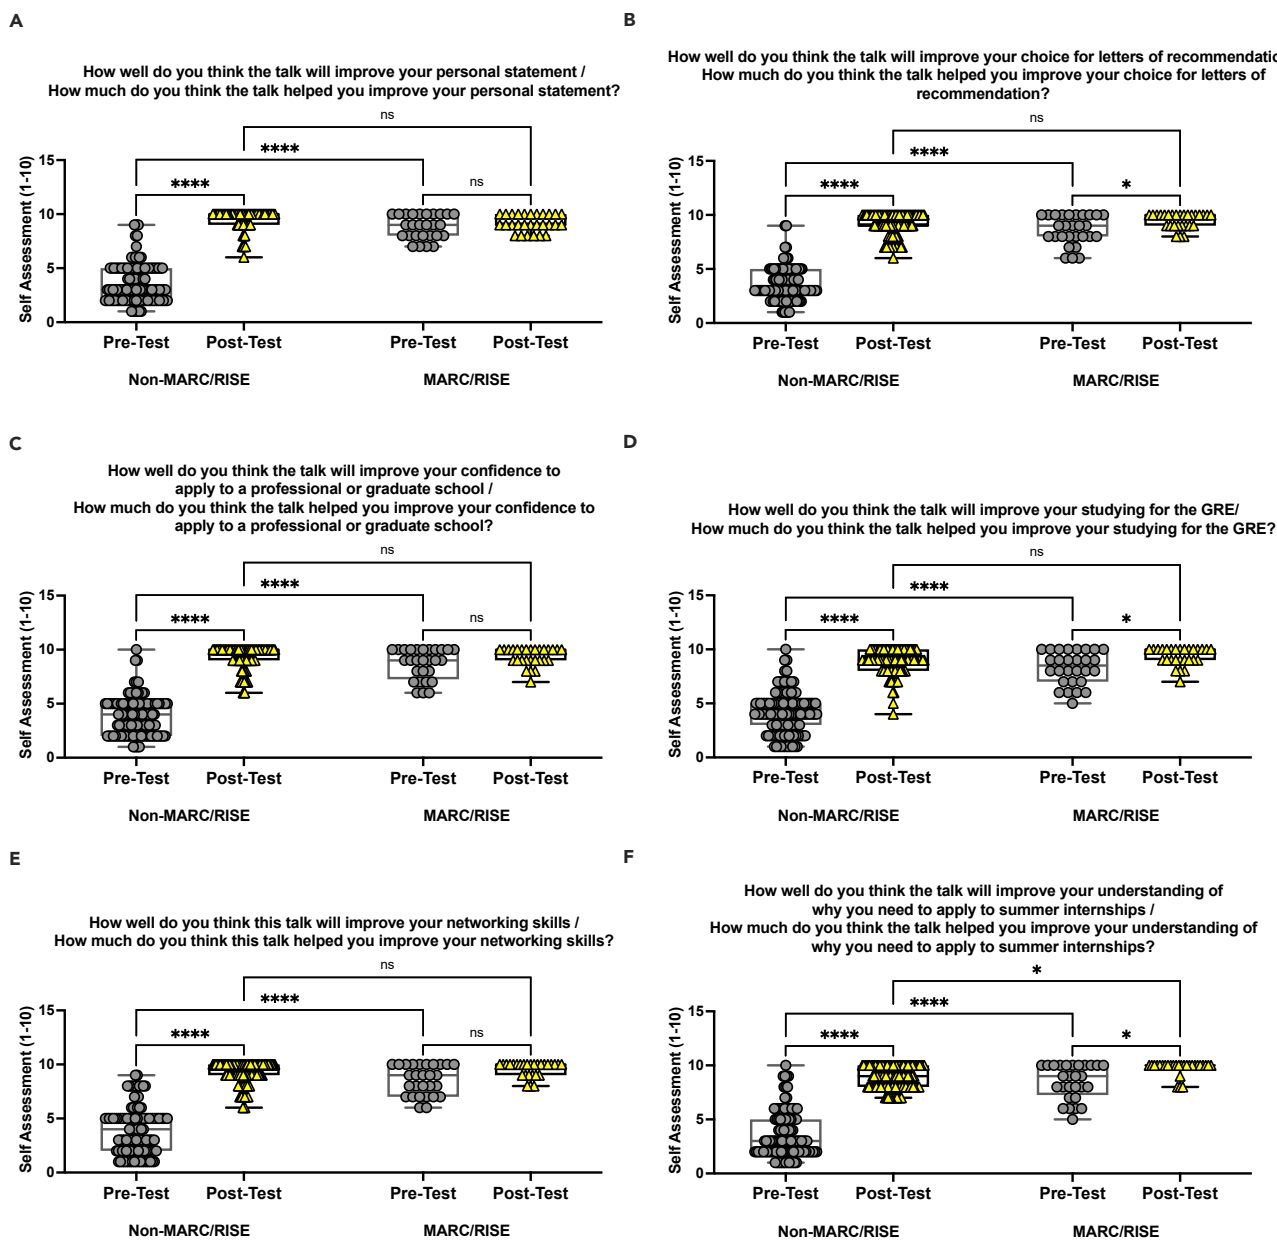 A
How well do you think the talk will improve your personal statement /
How much do you think the talk helped you improve your personal statement?
ns
****
****
ns
Self Assessment (1-10)
15
10
5
0
Pre-Test Post-Test Pre-Test Post-Test
Non-MARC/RISE MARC/RISE
B
How well do you think the talk will improve your choice for letters of
How much do you think the talk helped you improve your choice for letters of
recommendation?
ns
****
****
*
Self Assessment (1-10)
15
10
5
0
Pre-Test Post-Test Pre-Test Post-Test
Non-MARC/RISE MARC/RISE
C
How well do you think the talk will improve your confidence to
apply to a professional or graduate school /
How much do you think the talk helped you improve your confidence to
apply to a professional or graduate school?
ns
****
****
ns
Self Assessment (1-10)
15
10
5
0
Pre-Test Post-Test Pre-Test Post-Test
Non-MARC/RISE MARC/RISE
D
How well do you think the talk will improve your studying for the GRE/
How much do you think the talk helped you improve your studying for the GRE?
ns
****
****
*
Self Assessment (1-10)
15
10
5
0
Pre-Test Post-Test Pre-Test Post-Test
Non-MARC/RISE MARC/RISE
E
How well do you think this talk will improve your networking skills /
How much do you think this talk helped you improve your networking skills?
ns
****
****
ns
Self Assessment (1-10)
15
10
5
0
Pre-Test Post-Test Pre-Test Post-Test
Non-MARC/RISE MARC/RISE
F
How well do you think the talk will improve your understanding of
why you need to apply to summer internships /
How much do you think the talk helped you improve your understanding of
why you need to apply to summer internships?
*
****
****
*
Self Assessment (1-10)
15
10
5
0
Pre-Test Post-Test Pre-Test Post-Test
Non-MARC/RISE MARC/RISE